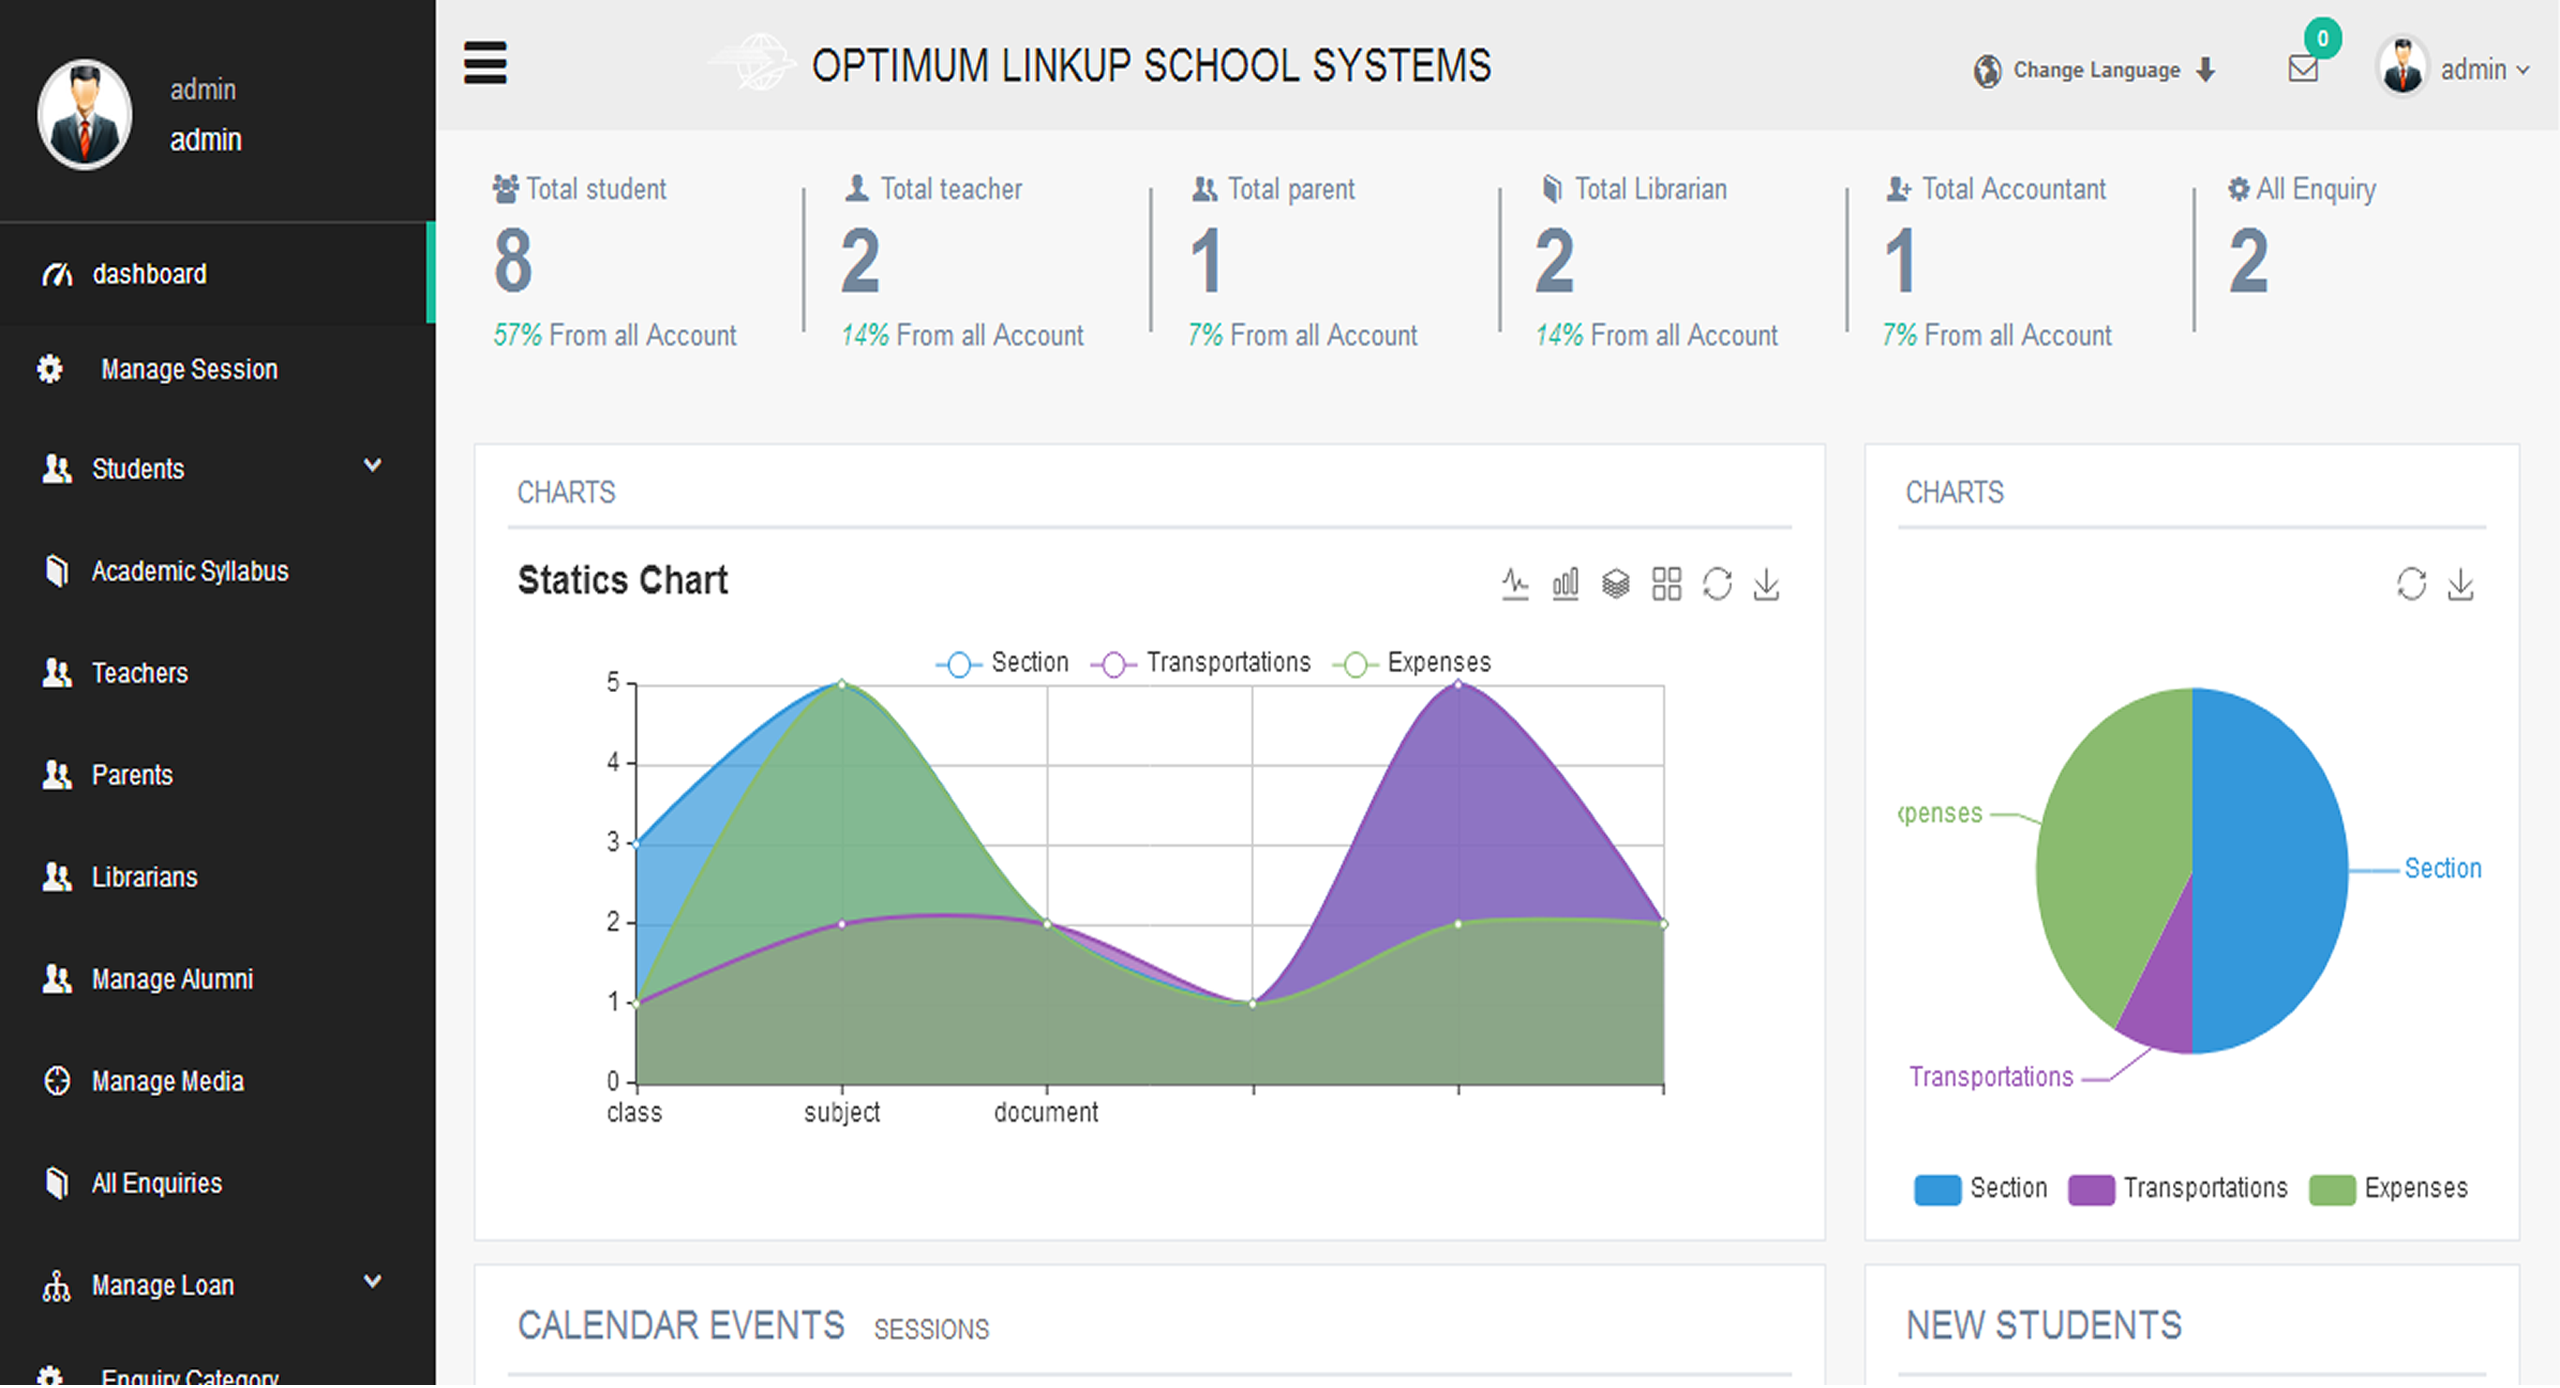 admin
admin
dashboard
Manage Session
Students
Academic Syllabus
Teachers
Parents
Librarians
Manage Alumni
Manage Media
All Enquiries
Manage Loan
Enquiry Category
OPTIMUM LINKUP SCHOOL SYSTEMS
Change Language
0
admin
Total student
8
57% From all Account
Total teacher
2
14% From all Account
Total parent
1
7% From all Account
Total Librarian
2
14% From all Account
Total Accountant
1
7% From all Account
All Enquiry
2
CHARTS
Statics Chart
Section Transportations Expenses
5
4
3
2
1
0
class subject document
CHARTS
xpenses
Section
Transportations
Section Transportations Expenses
CALENDAR EVENTS SESSIONS
NEW STUDENTS